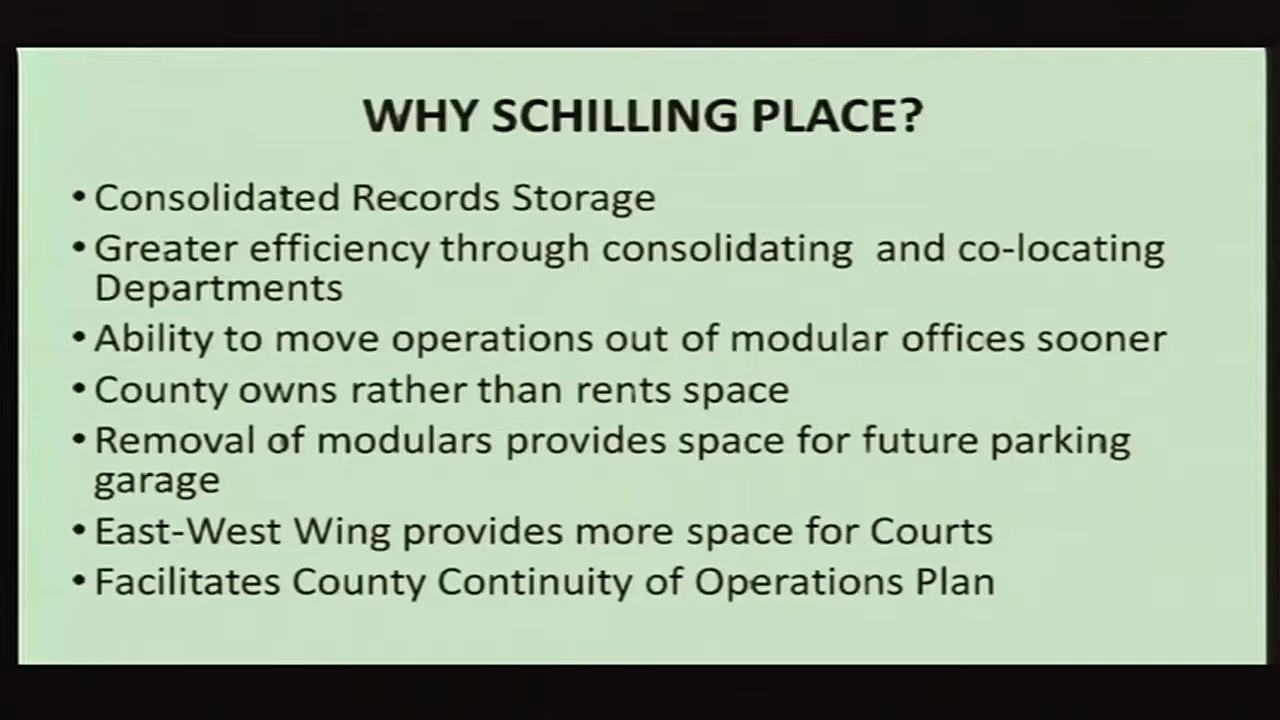 WHY SCHILLING PLACE?
• Consolidated Records Storage
• Greater efficiency through consolidating  and co-locating
Departments
• Ability to move operations out of modular offices sooner
• County owns rather than rents space
• Removal of modulars provides space for future parking
garage
• East-West Wing provides more space for Courts
• Facilitates County Continuity of Operations Plan